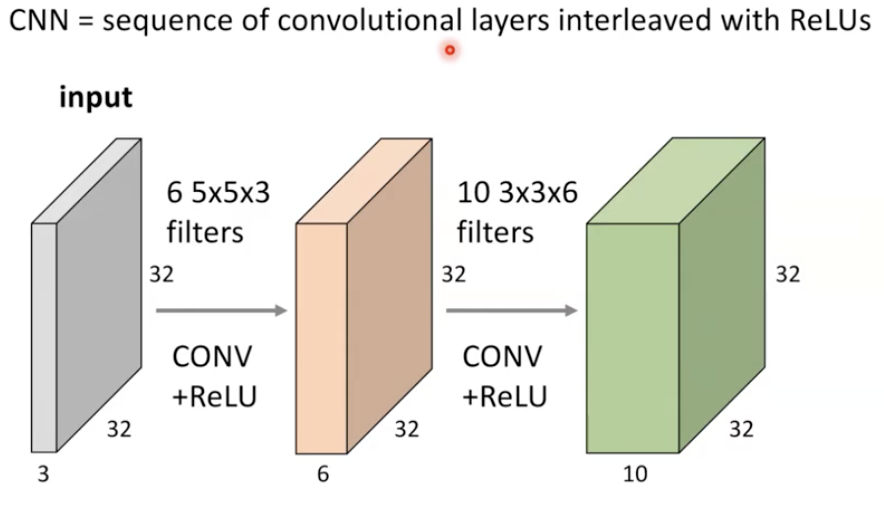 CNN = sequence of convolutional layers interleaved with ReLUs
input
6 5x5x3
filters
32
CONV
+ReLU
32
3
10 3x3x6
filters
32
CONV
+ReLU
32
6
32
32
10